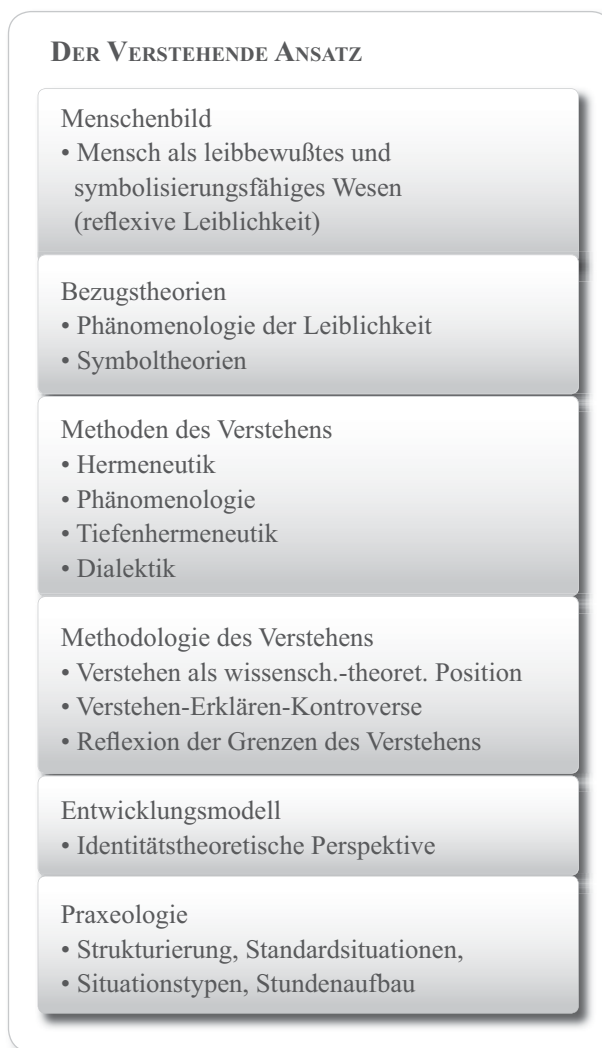 DER VERSTEHENDE ANSATZ
Menschenbild
• Mensch als leibbewußtes und
symbolisierungsfähiges Wesen
(reflexive Leiblichkeit)
Bezugstheorien
• Phänomenologie der Leiblichkeit
• Symboltheorien
Methoden des Verstehens
• Hermeneutik
• Phänomenologie
• Tiefenhermeneutik
• Dialektik
Methodologie des Verstehens
• Verstehen als wissensch.-theoret. Position
• Verstehen-Erklären-Kontroverse
• Reflexion der Grenzen des Verstehens
Entwicklungsmodell
• Identitätstheoretische Perspektive
Praxeologie
• Strukturierung, Standardsituationen,
• Situationstypen, Stundenaufbau